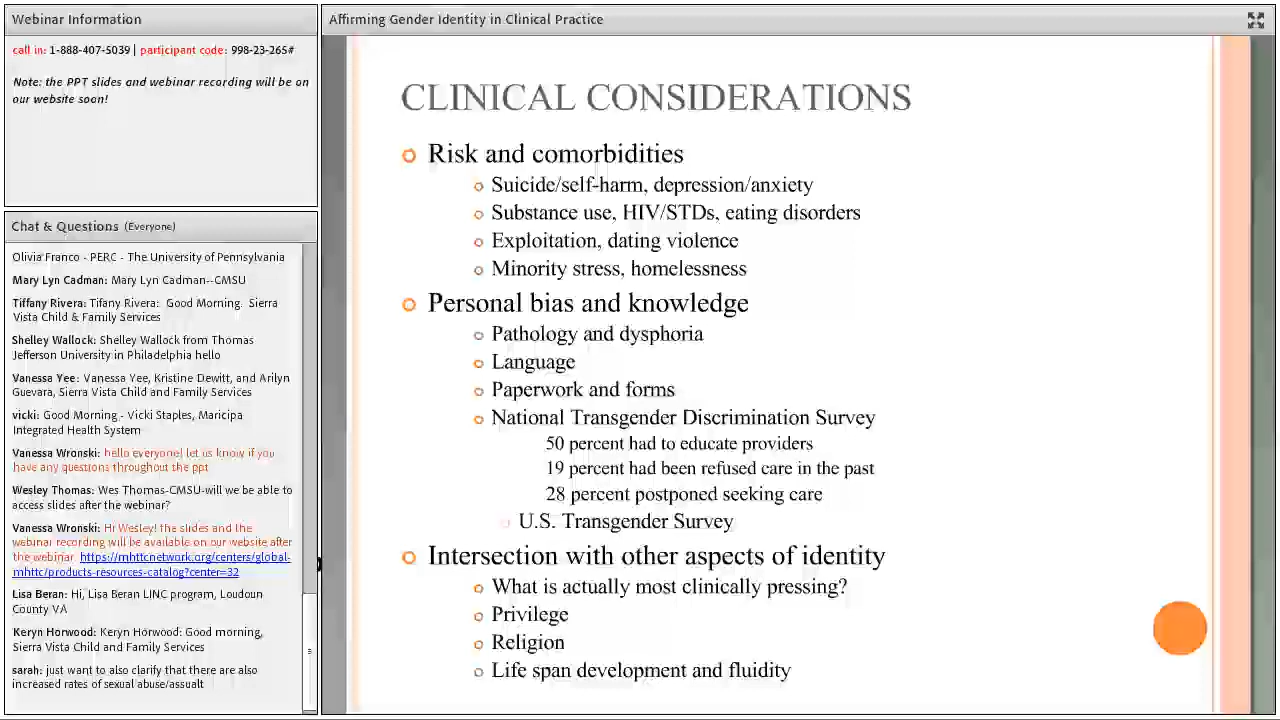 Webinar Information
call in: 1-888-407-5039 | participant code: 998-23-265#
Note: the PPT slides and webinar recording will be on
our website soon!
Chat & Questions (Everyone)
Olivia Franco - PERC - The University of Pennsylvania
Mary Lyn Cadman: Mary Lyn Cadman--CMSU
Tiffany Rivera: Tifany Rivera: Good Morning. Sierra
Vista Child & Family Services
Shelley Wallock: Shelley Wallock from Thomas
Jefferson University in Philadelphia hello
Vanessa Yee: Vanessa Yee, Kristine Dewitt, and Arilyn
Guevara, Sierra Vista Child and Family Services
vicki: Good Morning - Vicki Staples, Maricipa
Integrated Health System
Vanessa Wronski: hello everyone! let us know if you
have any questions throughout the ppt
Wesley Thomas: Wes Thomas-CMSU-will we be able to
access slides after the webinar?
Vanessa Wronski: Hi Wesley! the slides and the
webinar recording will be available on our website after
the webinar https://mhttcnetwork.org/centers/global-
mhttc/products-resources-catalog?center=32
Lisa Beran: Hi, Lisa Beran LINC program, Loudoun
County VA
Keryn Horwood: Keryn Horwood: Good morning,
Sierra Vista Child and Family Services
sarah: just want to also clarify that there are also
increased rates of sexual abuse/assualt
Affirming Gender Identity in Clinical Practice
CLINICAL CONSIDERATIONS
Risk and comorbidities
Suicide/self-harm, depression/anxiety
Substance use, HIV/STDs, eating disorders
Exploitation, dating violence
Minority stress, homelessness
Personal bias and knowledge
Pathology and dysphoria
Language
Paperwork and forms
National Transgender Discrimination Survey
50 percent had to educate providers
19 percent had been refused care in the past
28 percent postponed seeking care
U.S. Transgender Survey
Intersection with other aspects of identity
What is actually most clinically pressing?
Privilege
Religion
Life span development and fluidity